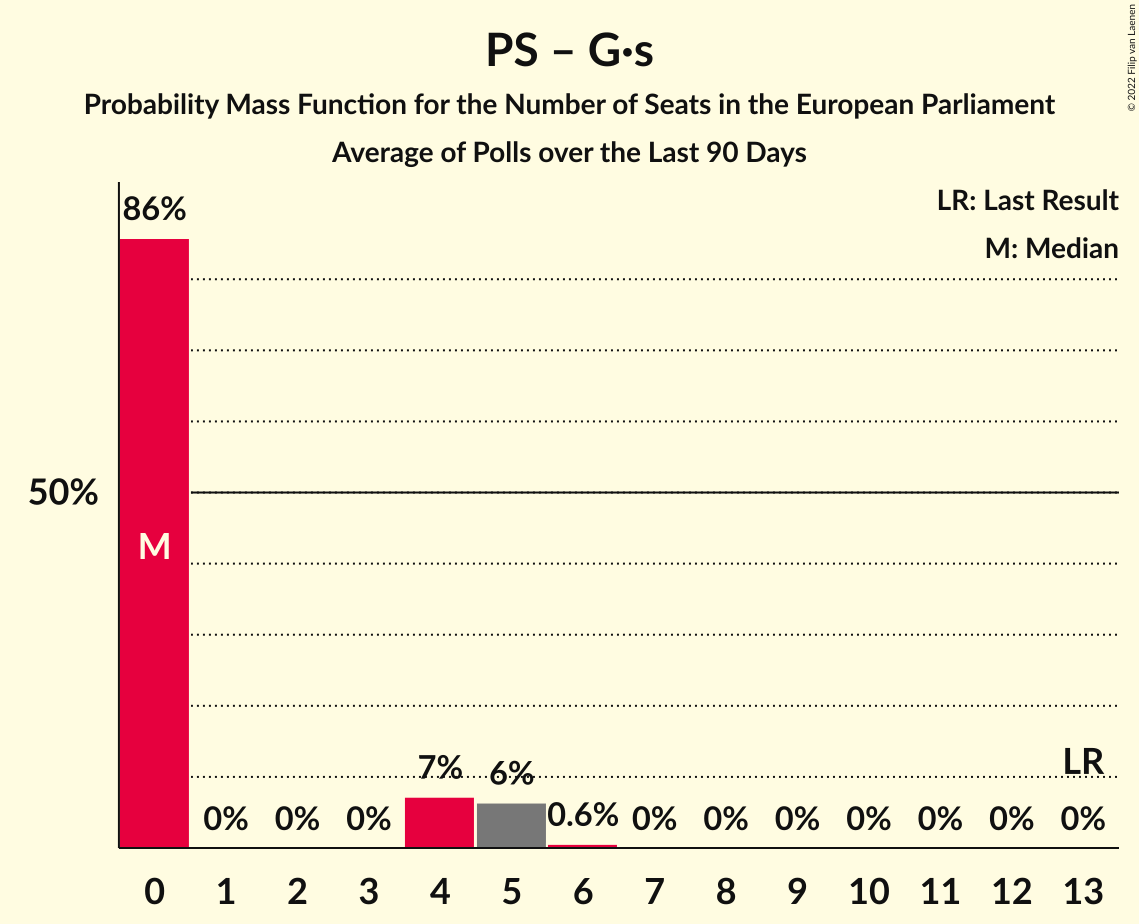 PS – G·s
Probability Mass Function for the Number of Seats in the European Parliament
Average of Polls over the Last 90 Days
© 2022 Filip van Laenen
LR: Last Result
M: Median
86%
50%
M
7%
6%
LR
0%
0%
0%
0.6%
0%
0%
0%
0%
0%
0%
0%
0 1 2 3 4 5 6 7 8 9 10 11 12 13